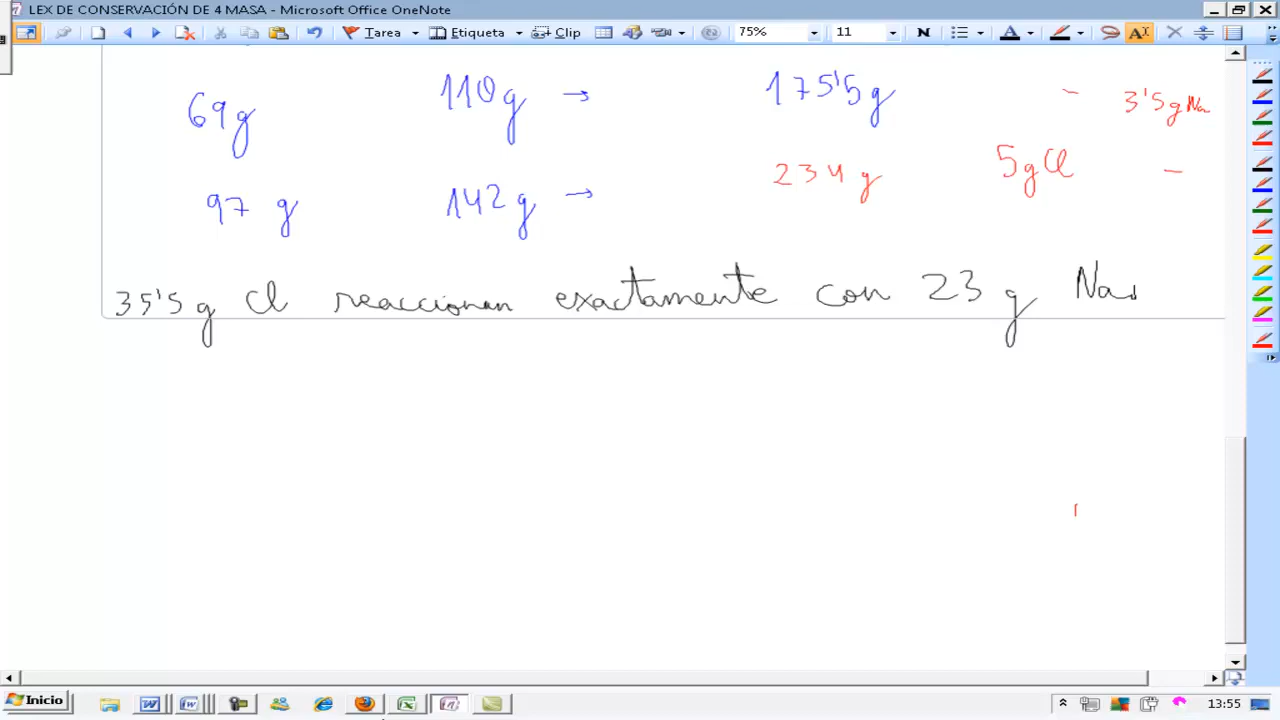 LEX DE CONSERVACIÓN DE 4 MASA - Microsoft Office OneNote
Tarea Etiqueta Clip 75% 11 N A
69g 110g → 175'5g - 3'5g Na
97 g 142g → 234 g 5g Cl -
35'5 g Cl reaccionan exactamente con 23 g Na
Inicio 13:55